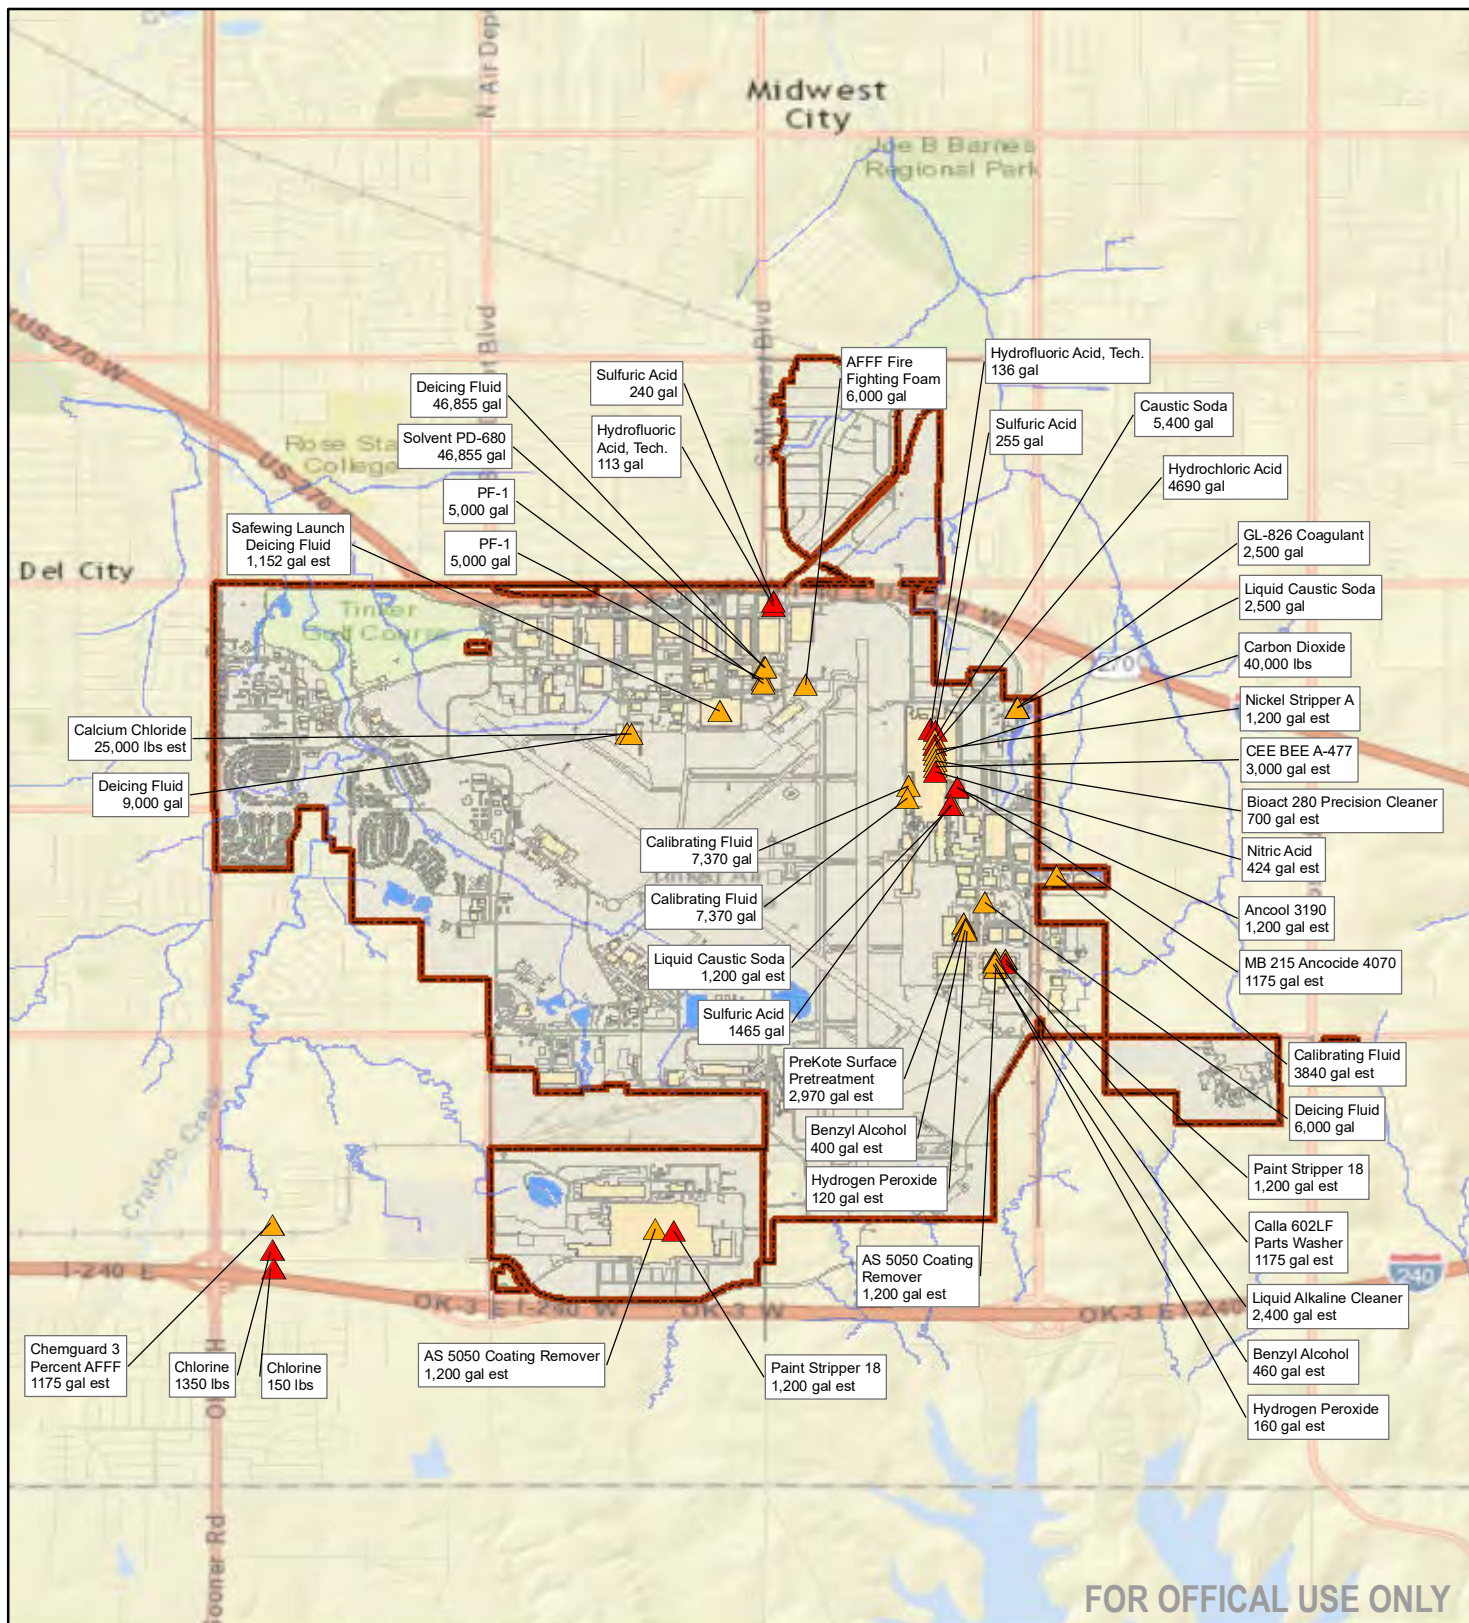 N Air Dep
Midwest
City
Joe B Barnes
Regional Park
US-270 W
t Blvd
S Midwest Blvd
Deicing Fluid
46,855 gal
Sulfuric Acid
240 gal
AFFF Fire
Fighting Foam
6,000 gal
Hydrofluoric Acid, Tech.
136 gal
Caustic Soda
5,400 gal
Rose Sta
College
Solvent PD-680
46,855 gal
Hydrofluoric
Acid, Tech.
113 gal
Sulfuric Acid
255 gal
Hydrochloric Acid
4690 gal
US-270
PF-1
5,000 gal
Safewing Launch
Deicing Fluid
1,152 gal est
PF-1
5,000 gal
GL-826 Coagulant
2,500 gal
Del City
Liquid Caustic Soda
2,500 gal
Tinker
Golf Course
Carbon Dioxide
40,000 lbs
270
Nickel Stripper A
1,200 gal est
Calcium Chloride
25,000 lbs est
CEE BEE A-477
3,000 gal est
Deicing Fluid
9,000 gal
Bioact 280 Precision Cleaner
700 gal est
Calibrating Fluid
7,370 gal
Nitric Acid
424 gal est
Calibrating Fluid
7,370 gal
Ancool 3190
1,200 gal est
Liquid Caustic Soda
1,200 gal est
MB 215 Ancocide 4070
1175 gal est
Sulfuric Acid
1465 gal
PreKote Surface
Pretreatment
2,970 gal est
Calibrating Fluid
3840 gal est
Benzyl Alcohol
400 gal est
Deicing Fluid
6,000 gal
Crutcho Creek
Hydrogen Peroxide
120 gal est
Paint Stripper 18
1,200 gal est
Calla 602LF
Parts Washer
1175 gal est
AS 5050 Coating
Remover
1,200 gal est
I-240 E
OK-3 E I-240 W
OK-3 W
OK-3 E I-240
240
Liquid Alkaline Cleaner
2,400 gal est
Chemguard 3
Percent AFFF
1175 gal est
Chlorine
1350 lbs
Chlorine
150 lbs
AS 5050 Coating Remover
1,200 gal est
Paint Stripper 18
1,200 gal est
Benzyl Alcohol
460 gal est
Hydrogen Peroxide
160 gal est
Sooner Rd
FOR OFFICAL USE ONLY